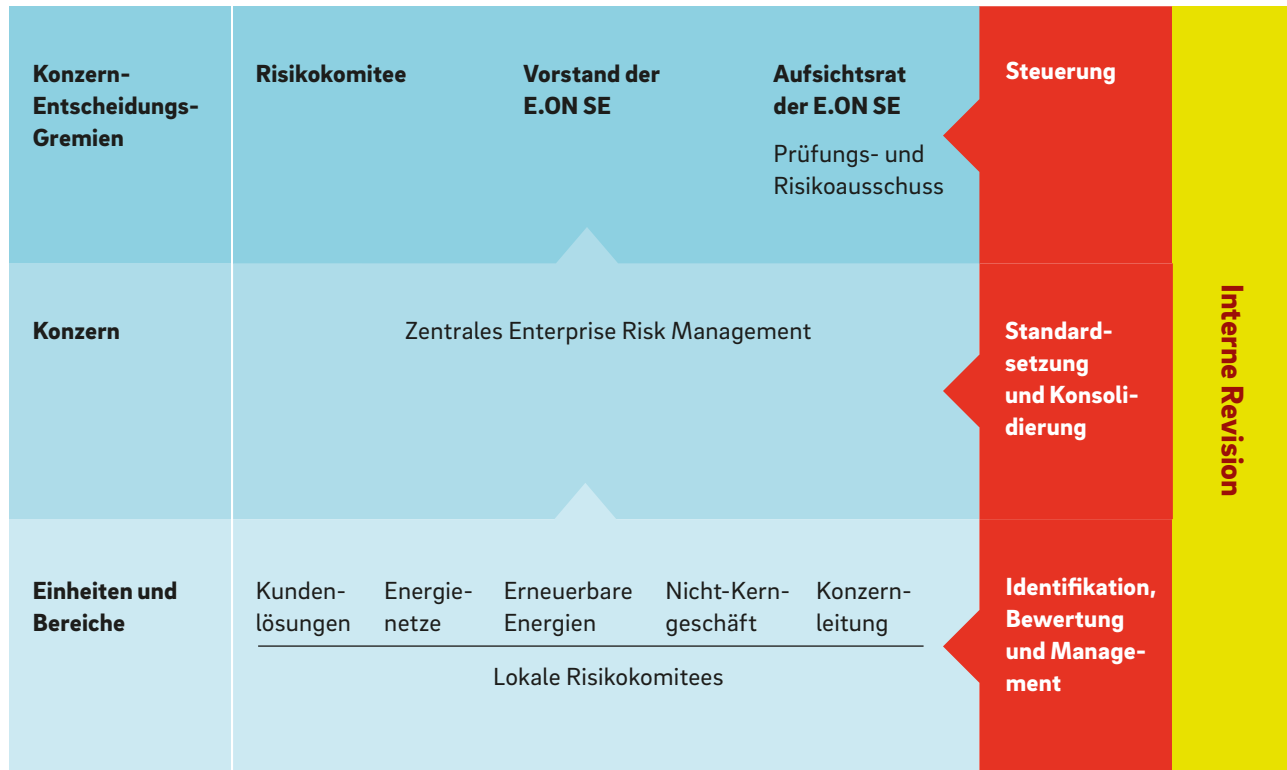 Konzern-
Entscheidungs-
Gremien
Risikokomitee
Vorstand der
E.ON SE
Aufsichtsrat
der E.ON SE
Prüfungs- und
Risikoausschuss
Steuerung
Konzern
Zentrales Enterprise Risk Management
Standard-
setzung
und Konsoli-
dierung
Einheiten und
Bereiche
Kunden-
lösungen
Energie-
netze
Erneuerbare
Energien
Nicht-Kern-
geschäft
Konzern-
leitung
Lokale Risikokomitees
Identifikation,
Bewertung
und Manage-
ment
Interne Revision